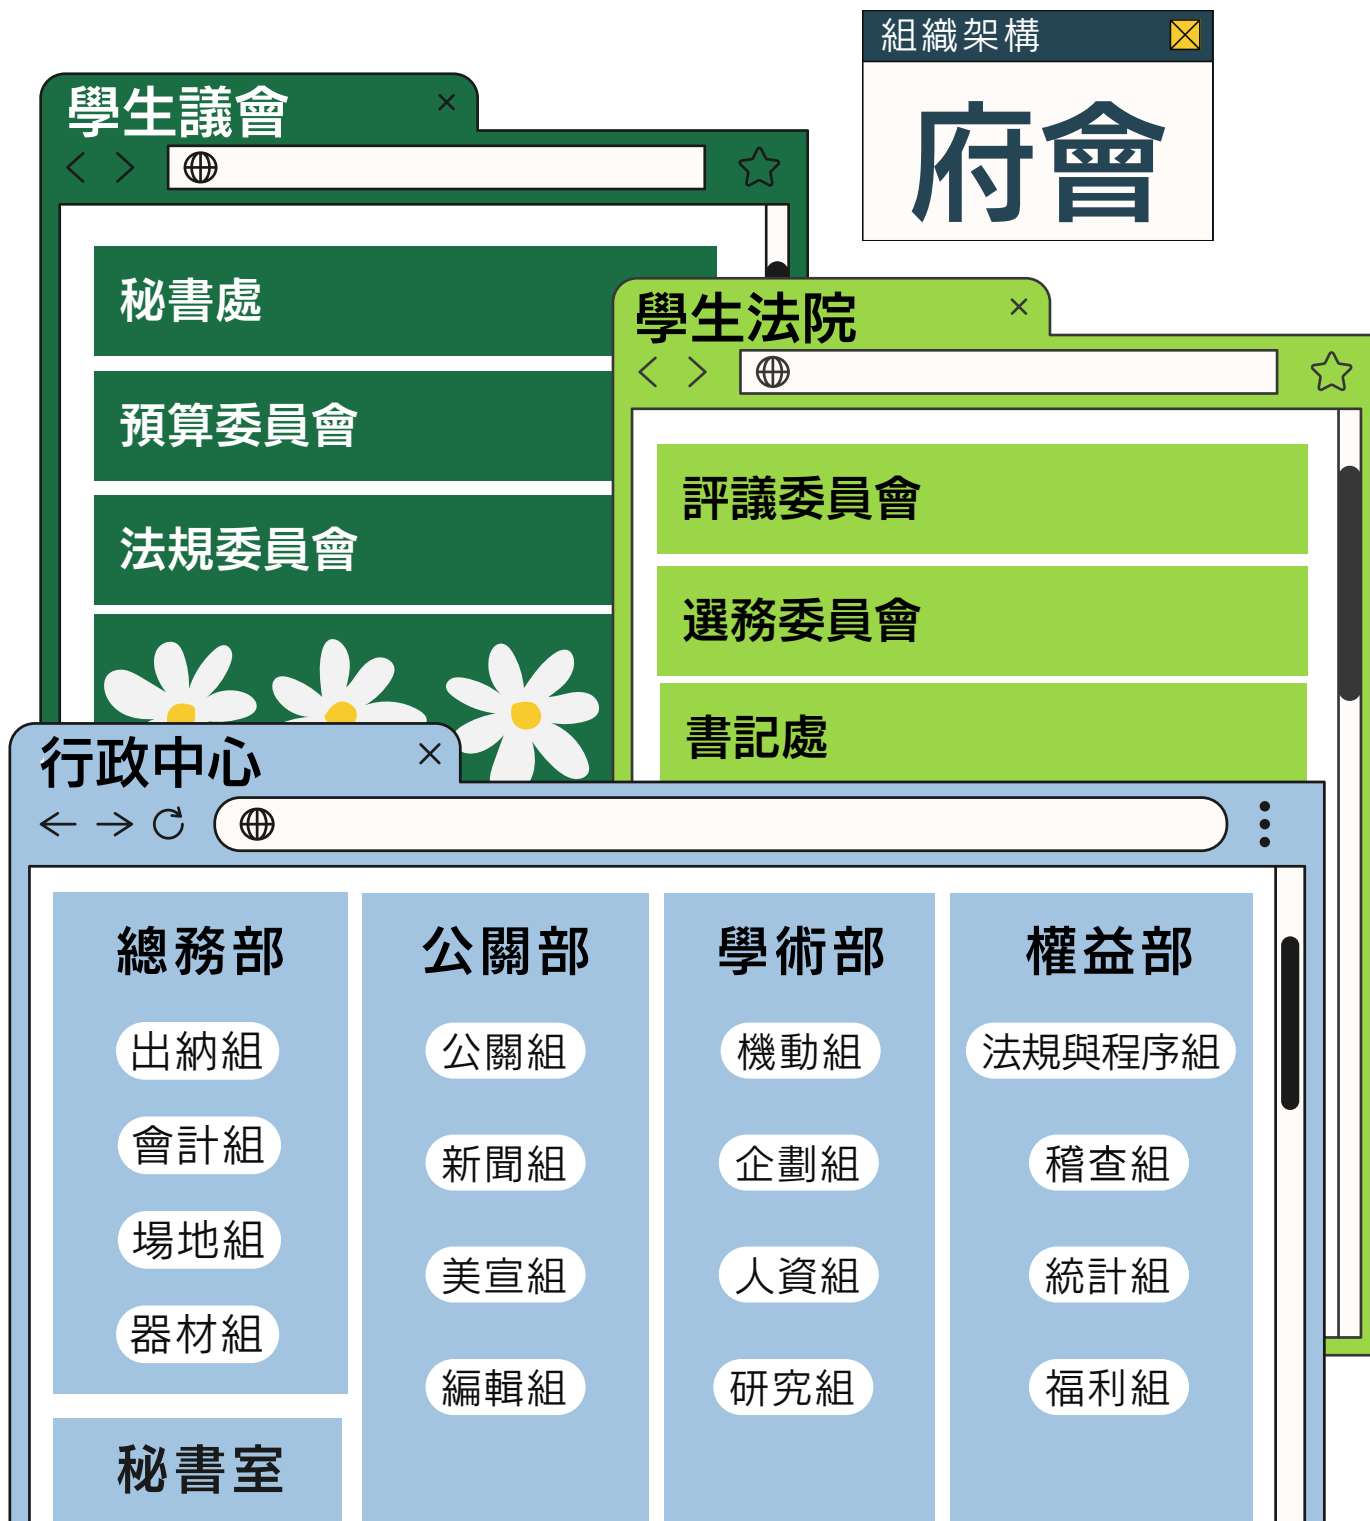 組織架構
府會
學生議會
秘書處
預算委員會
法規委員會
學生法院
評議委員會
選務委員會
書記處
行政中心
總務部
出納組
會計組
場地組
器材組
秘書室
公關部
公關組
新聞組
美宣組
編輯組
學術部
機動組
企劃組
人資組
研究組
權益部
法規與程序組
稽查組
統計組
福利組